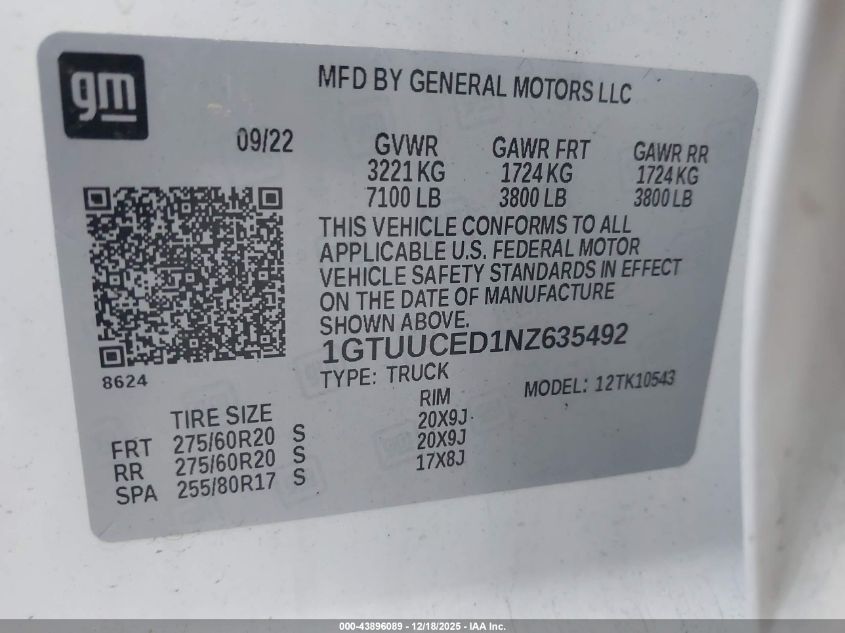 gm
MFD BY GENERAL MOTORS LLC
09/22
GVWR GAWR FRT GAWR RR
3221 KG 1724 KG 1724 KG
7100 LB 3800 LB 3800 LB
THIS VEHICLE CONFORMS TO ALL
APPLICABLE U.S. FEDERAL MOTOR
VEHICLE SAFETY STANDARDS IN EFFECT
ON THE DATE OF MANUFACTURE
SHOWN ABOVE.
1GTUUCED1NZ635492
8624
TYPE: TRUCK MODEL: 12TK10543
TIRE SIZE RIM
FRT 275/60R20 S 20X9J
RR 275/60R20 S 20X9J
SPA 255/80R17 S 17X8J
000-43896089 - 12/18/2025 - IAA Inc.